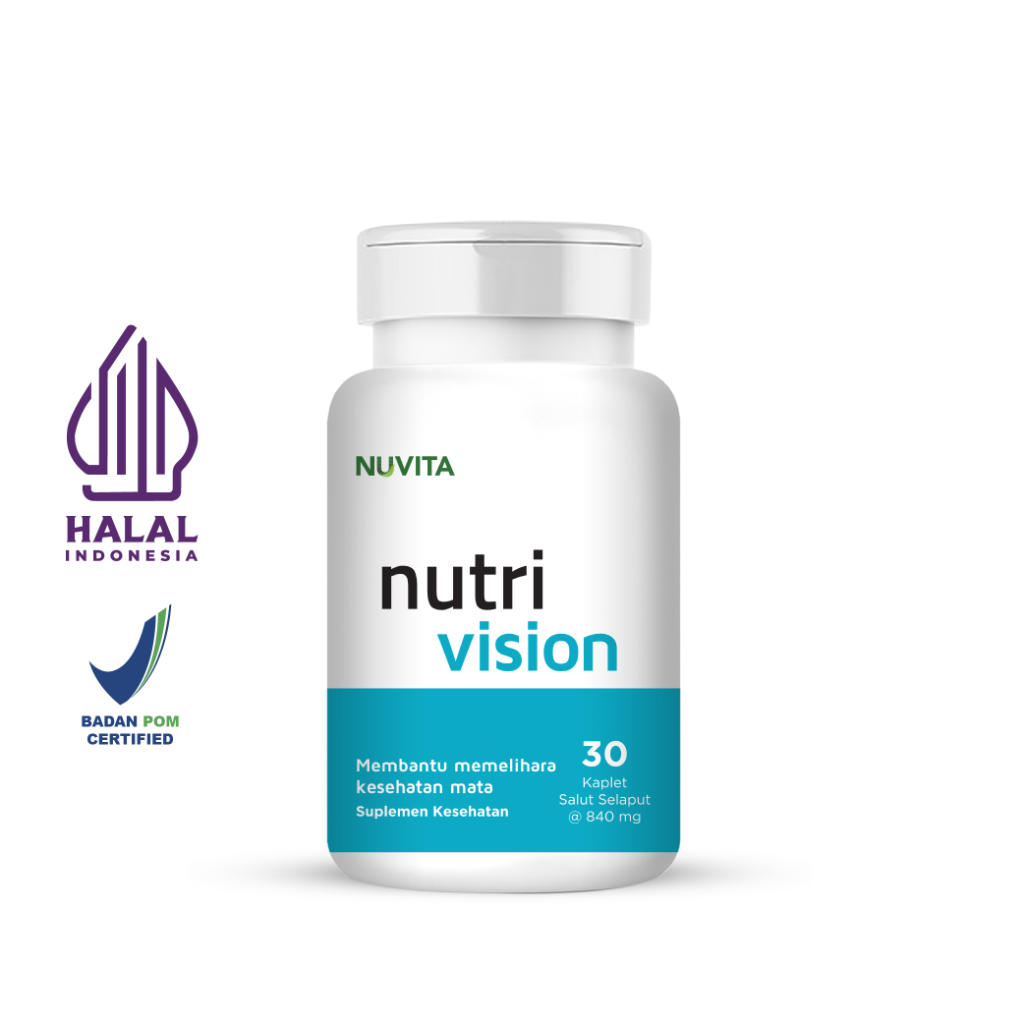 HALAL
INDONESIA
BADAN POM
CERTIFIED
NUVITA
nutri
vision
Membantu memelihara
kesehatan mata
Suplemen Kesehatan
30
Kaplet
Salut Selaput
@ 840 mg